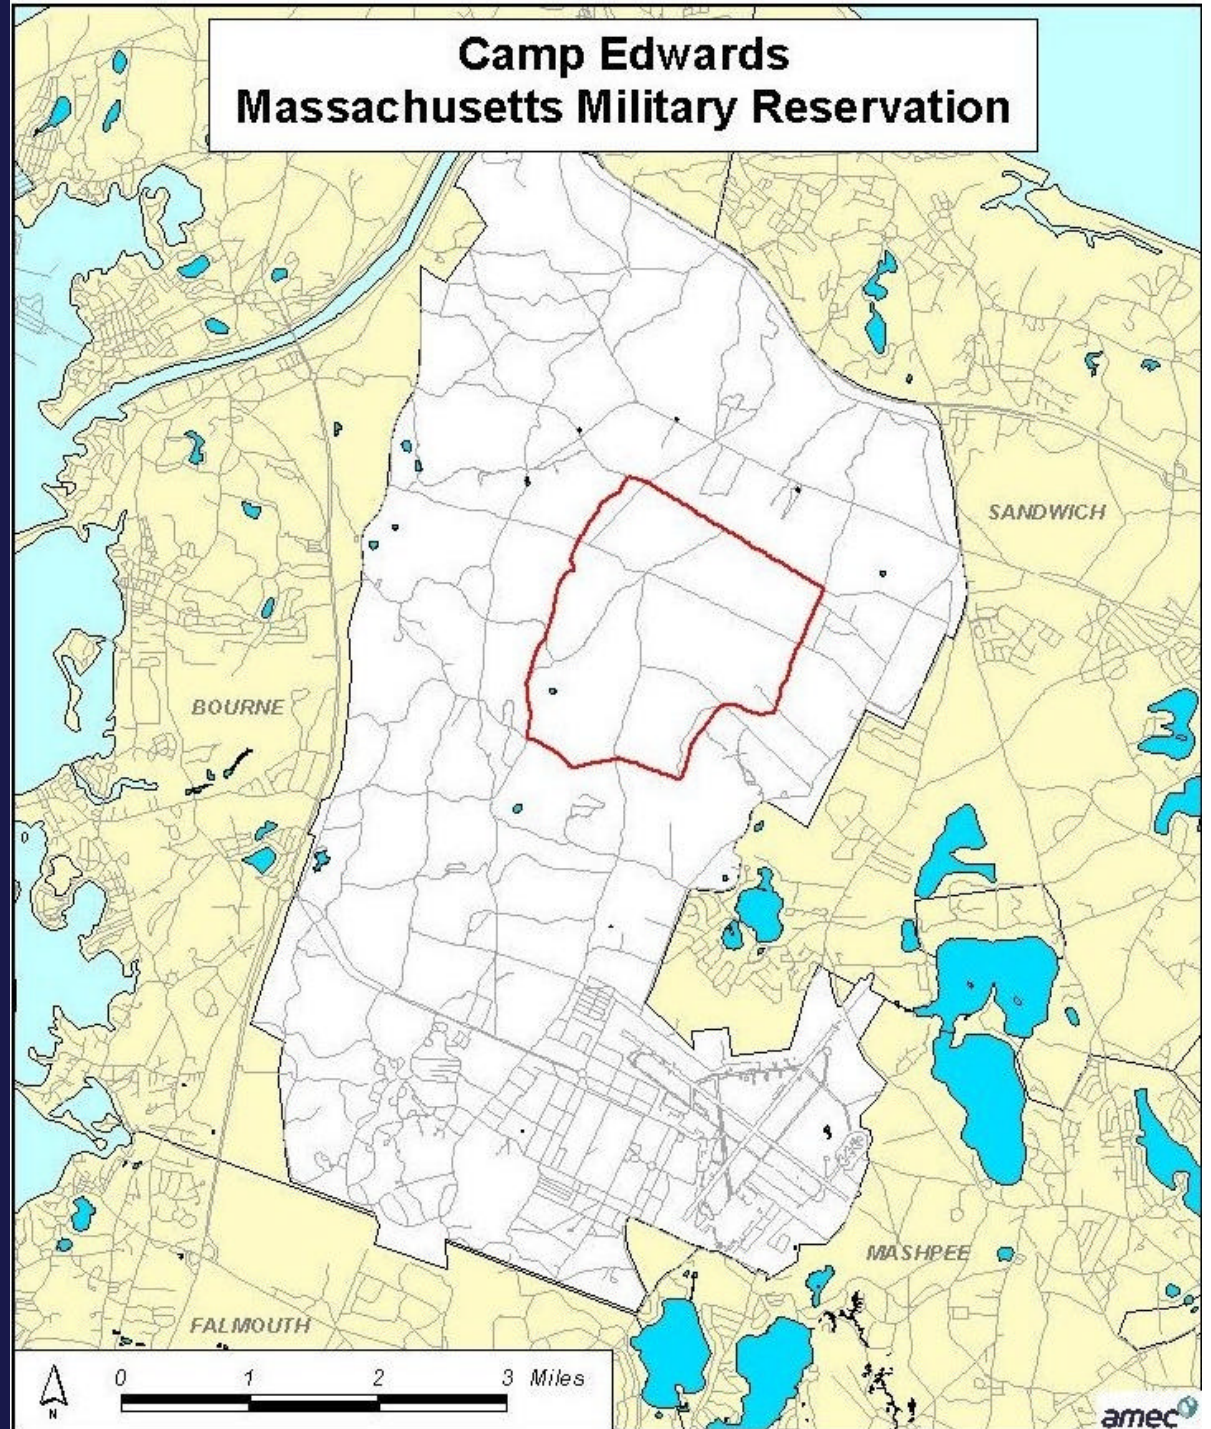 Camp Edwards
Massachusetts Military Reservation
SANDWICH
BOURNE
MASHPEE
FALMOUTH
0 1 2 3 Miles
N
amec